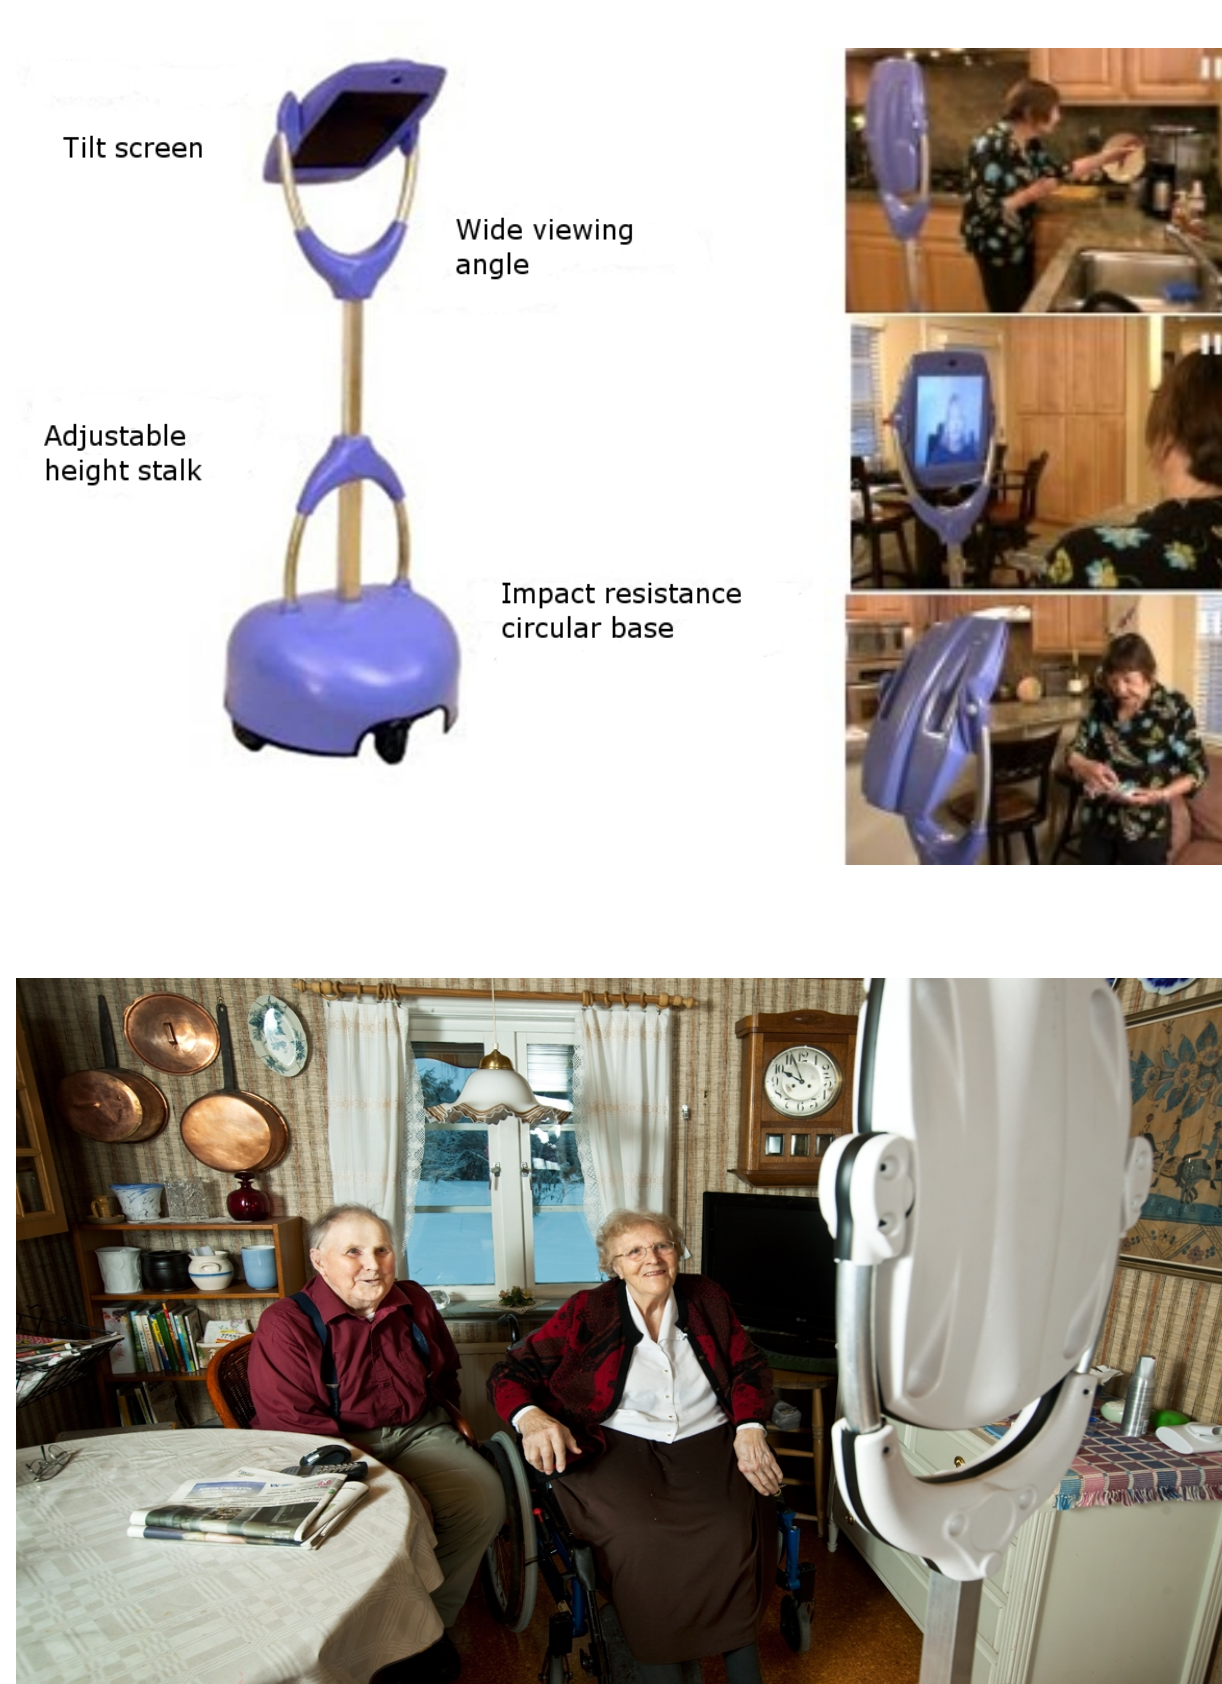 Tilt screen
Wide viewing
angle
Adjustable
height stalk
Impact resistance
circular base